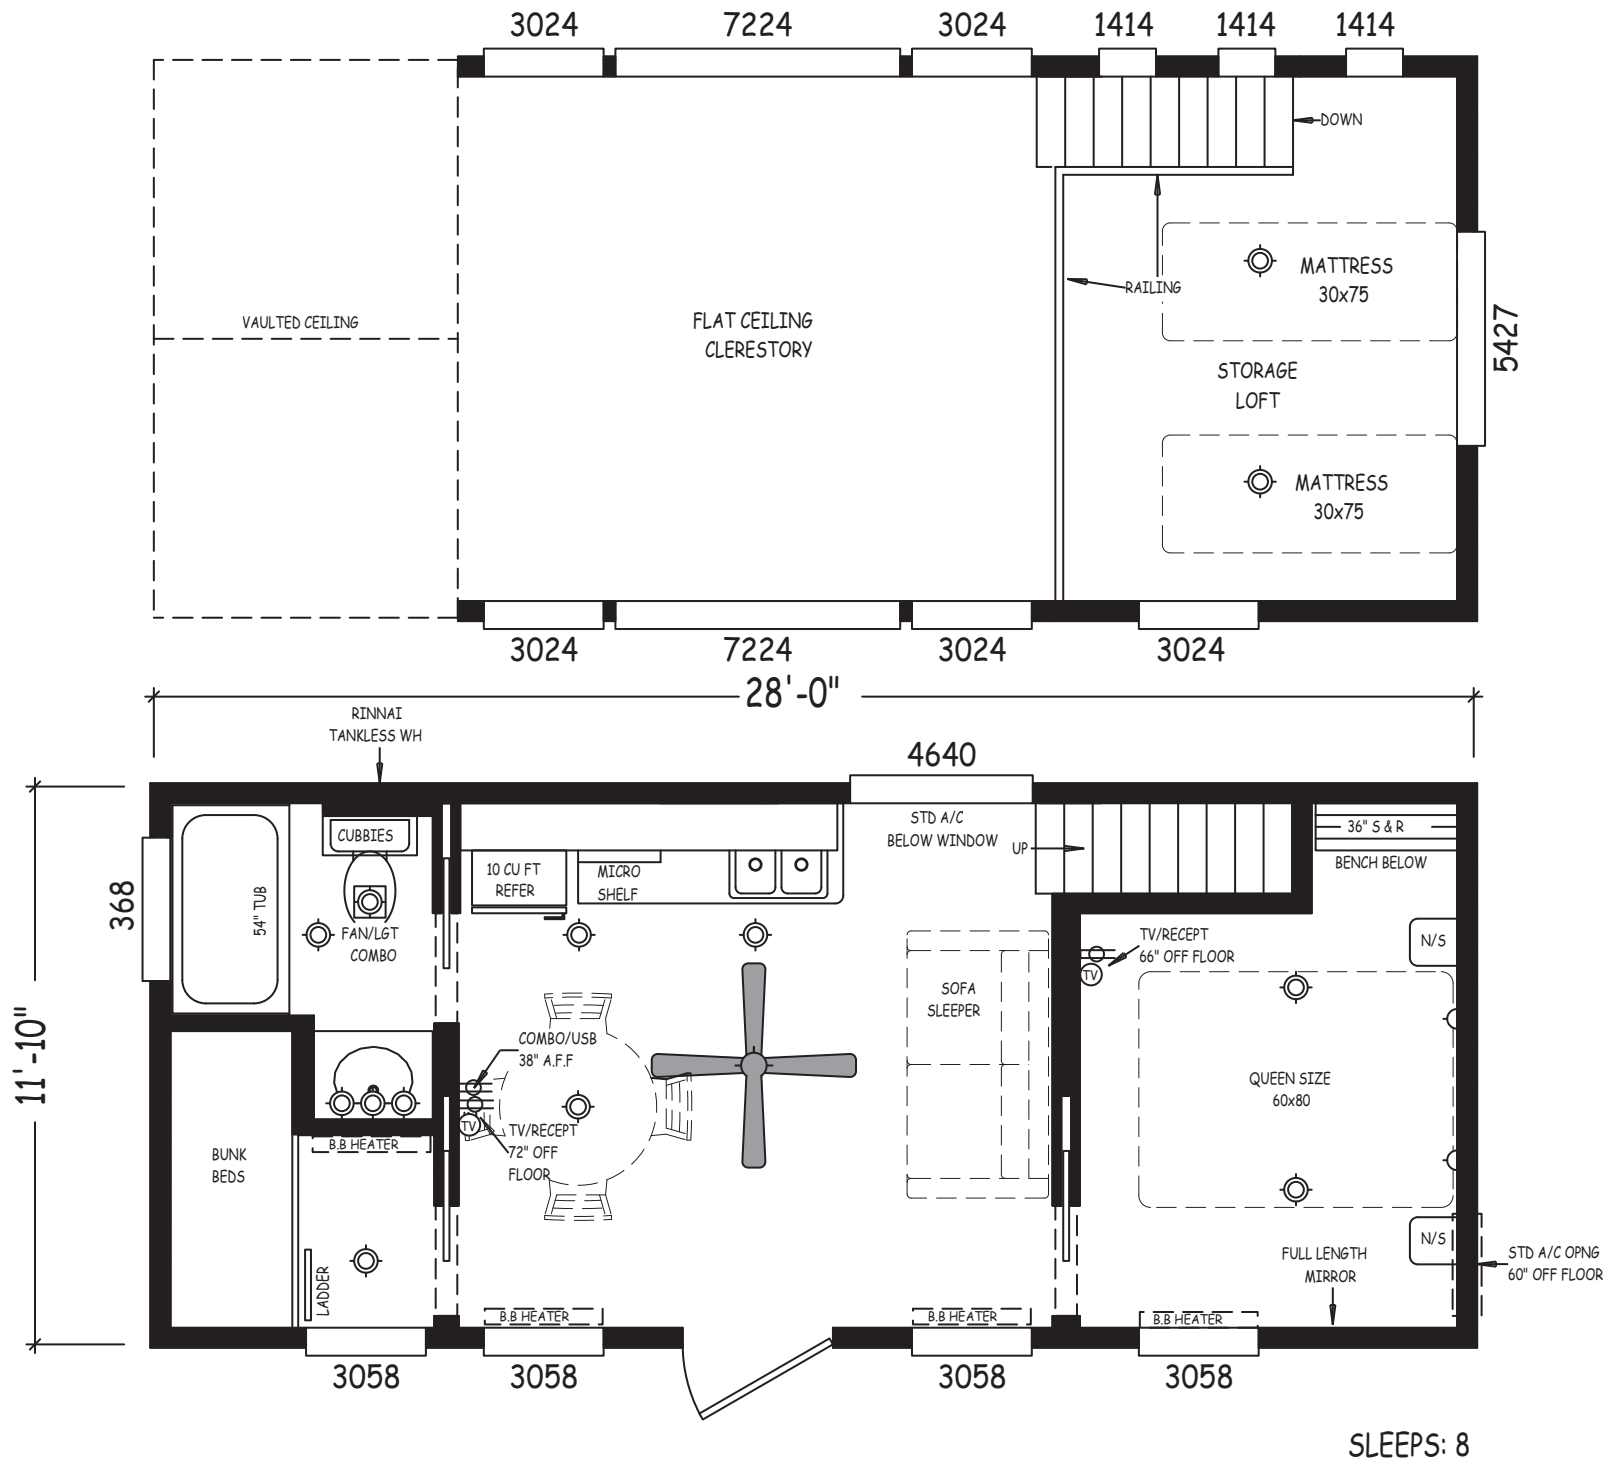 3024
7224
3024
1414
1414
1414
DOWN
MATTRESS
30x75
RAILING
VAULTED CEILING
FLAT CEILING
CLERESTORY
5427
STORAGE
LOFT
MATTRESS
30x75
3024
7224
3024
3024
28'-0"
RINNAI
TANKLESS WH
4640
CUBBIES
STD A/C
BELOW WINDOW
UP
36" S & R
BENCH BELOW
10 CU FT
REFER
MICRO
SHELF
368
54" TUB
FAN/LGT
COMBO
TV/RECEPT
66" OFF FLOOR
TV
N/S
SOFA
SLEEPER
COMBO/USB
38" A.F.F
11'-10"
QUEEN SIZE
60x80
TV
TV/RECEPT
72" OFF
FLOOR
B.B HEATER
BUNK
BEDS
N/S
FULL LENGTH
MIRROR
STD A/C OPNG
60" OFF FLOOR
LADDER
B.B HEATER
B.B HEATER
B.B HEATER
3058
3058
3058
3058
SLEEPS: 8